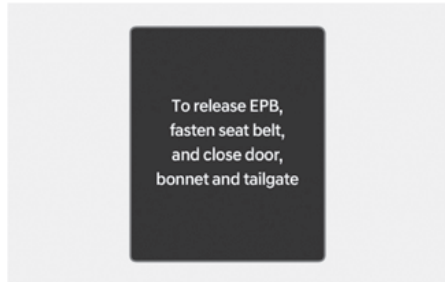 To release EPB,
fasten seat belt,
and close door,
bonnet and tailgate